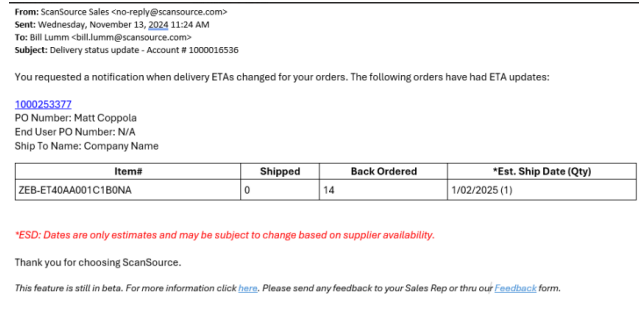 From: ScanSource Sales <no-reply@scansource.com>
Sent: Wednesday, November 13, 2024 11:24 AM
To: Bill Lumm <bill.lumm@scansource.com>
Subject: Delivery status update - Account # 1000016536
You requested a notification when delivery ETAs changed for your orders. The following orders have had ETA updates:
1000253377
PO Number: Matt Coppola
End User PO Number: N/A
Ship To Name: Company Name
Item# Shipped Back Ordered *Est. Ship Date (Qty)
ZEB-ET40AA001C1B0NA 0 14 1/02/2025 (1)
*ESD: Dates are only estimates and may be subject to change based on supplier availability.
Thank you for choosing ScanSource.
This feature is still in beta. For more information click here. Please send any feedback to your Sales Rep or thru our Feedback form.